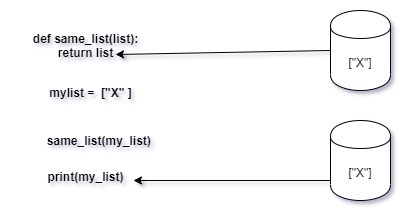 def same_list(list):
return list
["X"]
mylist = ["X" ]
same_list(my_list)
print(my_list)
["X"]